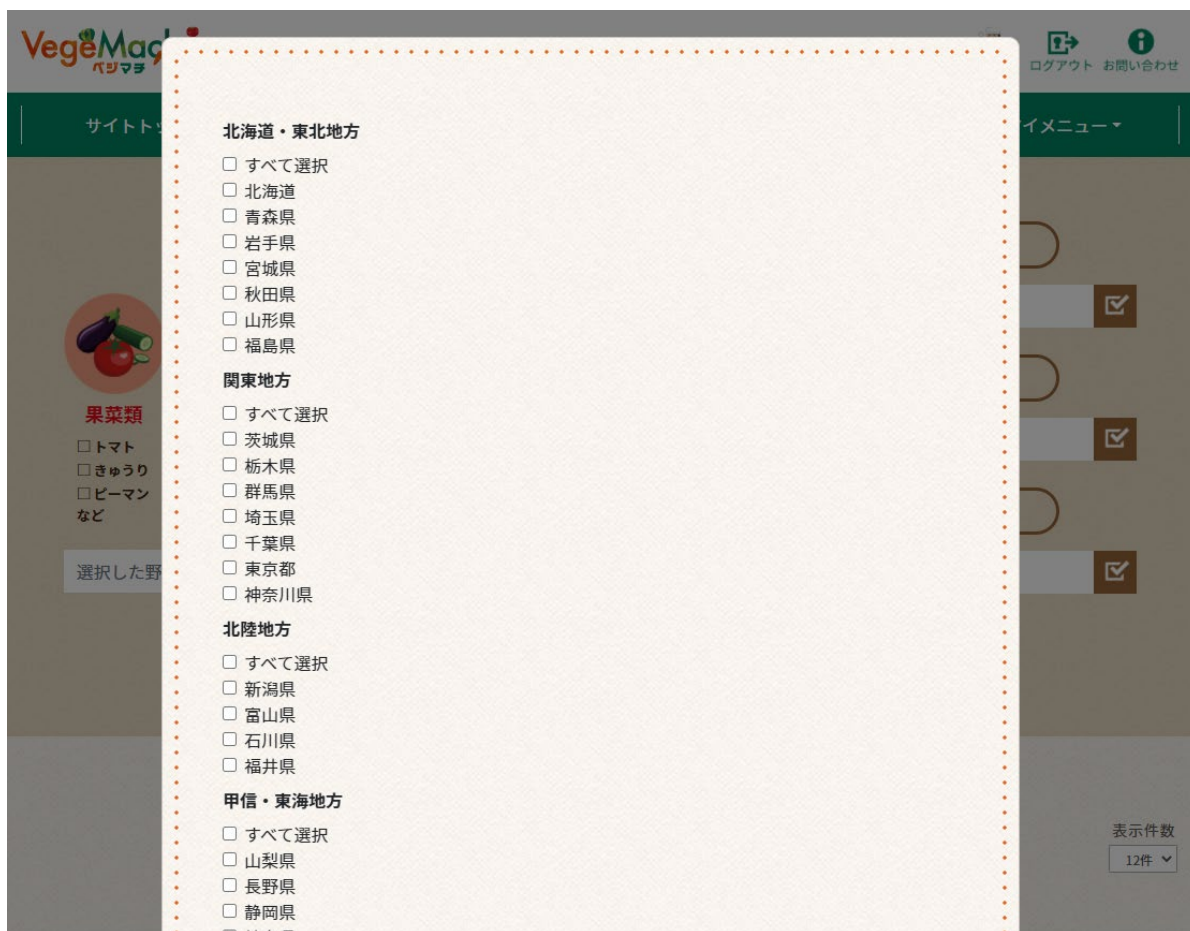 VegeMac
ベジマチ
ログアウト お問い合わせ
サイトト
イメニュー
北海道・東北地方
すべて選択
北海道
青森県
岩手県
宮城県
秋田県
山形県
福島県
関東地方
すべて選択
茨城県
栃木県
群馬県
埼玉県
千葉県
東京都
神奈川県
北陸地方
すべて選択
新潟県
富山県
石川県
福井県
甲信・東海地方
すべて選択
山梨県
長野県
静岡県
果菜類
□トマト
□きゅうり
□ピーマン
など
選択した野
表示件数
12件